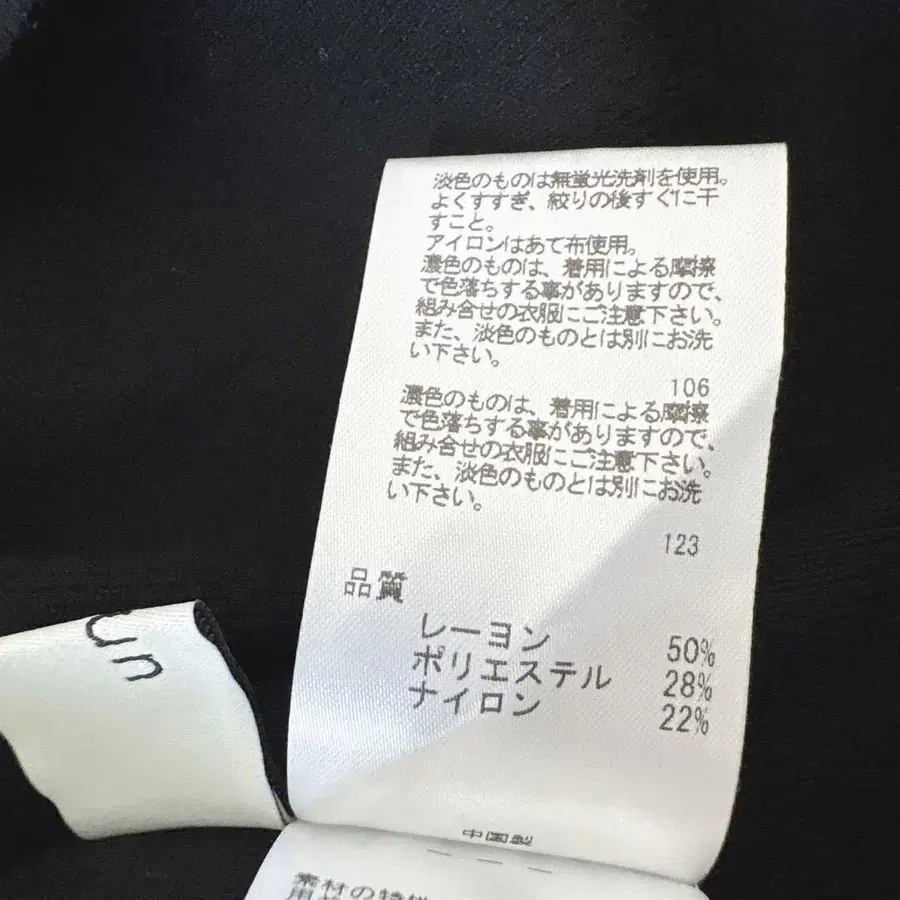 淡色のものは無蛍光洗剤を使用。
よくすすぎ、絞りの後すぐに干
すこと。
アイロンはあて布使用。
濃色のものは、着用による摩擦
で色落ちする事がありますので、
組み合せの衣服にご注意下さい。
また、淡色のものとは別にお洗
い下さい。
106
濃色のものは、着用による摩擦
で色落ちする事がありますので、
組み合せの衣服にご注意下さい。
また、淡色のものとは別にお洗
い下さい。
123
品質
レーヨン 50%
ポリエステル 28%
ナイロン 22%
中国製
素材の特